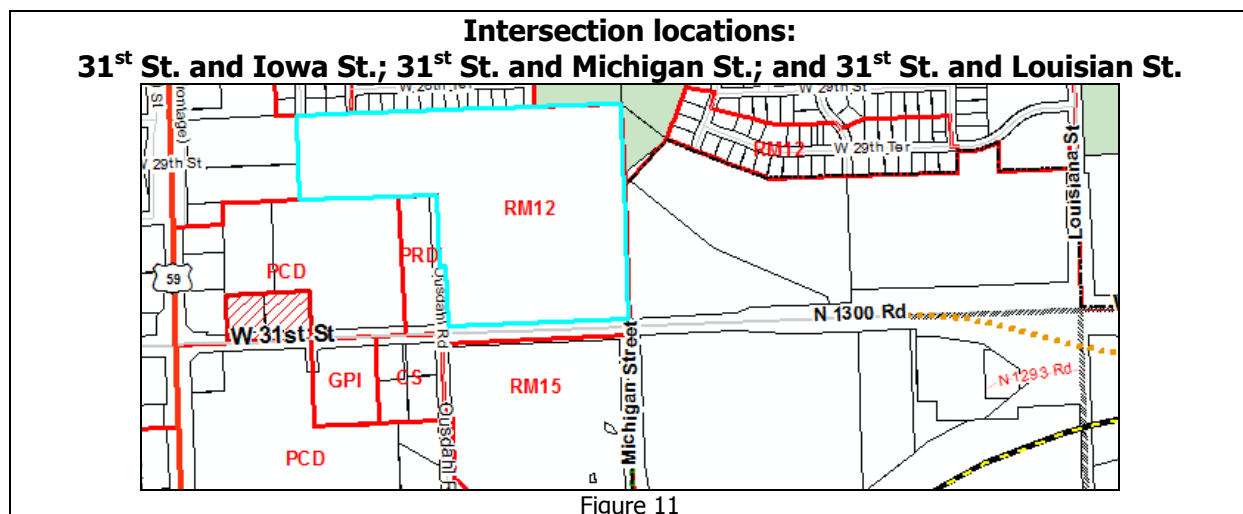 Intersection locations:
31st St. and Iowa St.; 31st St. and Michigan St.; and 31st St. and Louisian St.
W 28th Ter
W 29th St
W 29th St
RM12
W 29th Ter
Louisiana St
RM12
PRD
PCD
59
Ousdahl Rd
W 31st St
N 1300 Rd
GPI
CS
RM15
Michigan Street
N 1293 Rd
PCD
Figure 11